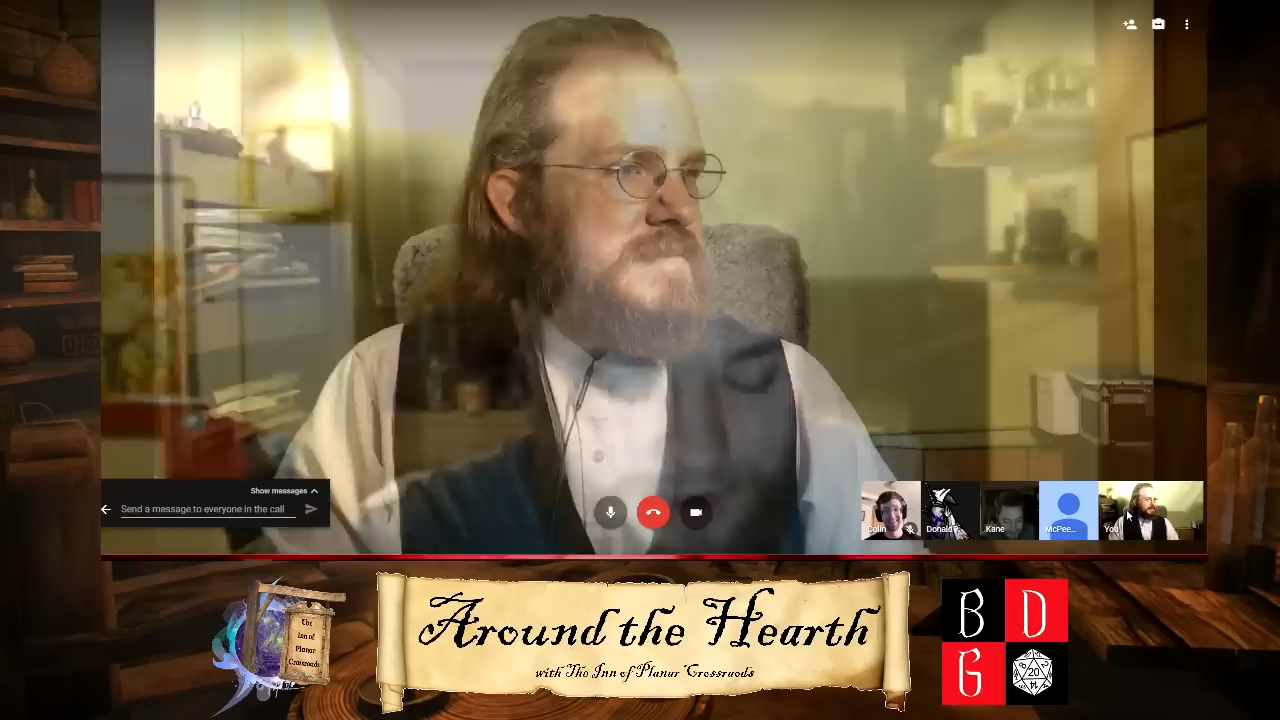 Show messages
Send a message to everyone in the call
Colin
Donald
Kane
McPee...
You
The
Inn of
Planar
Crossroads
Around the Hearth
with The Inn of Planar Crossroads
B D
G 20